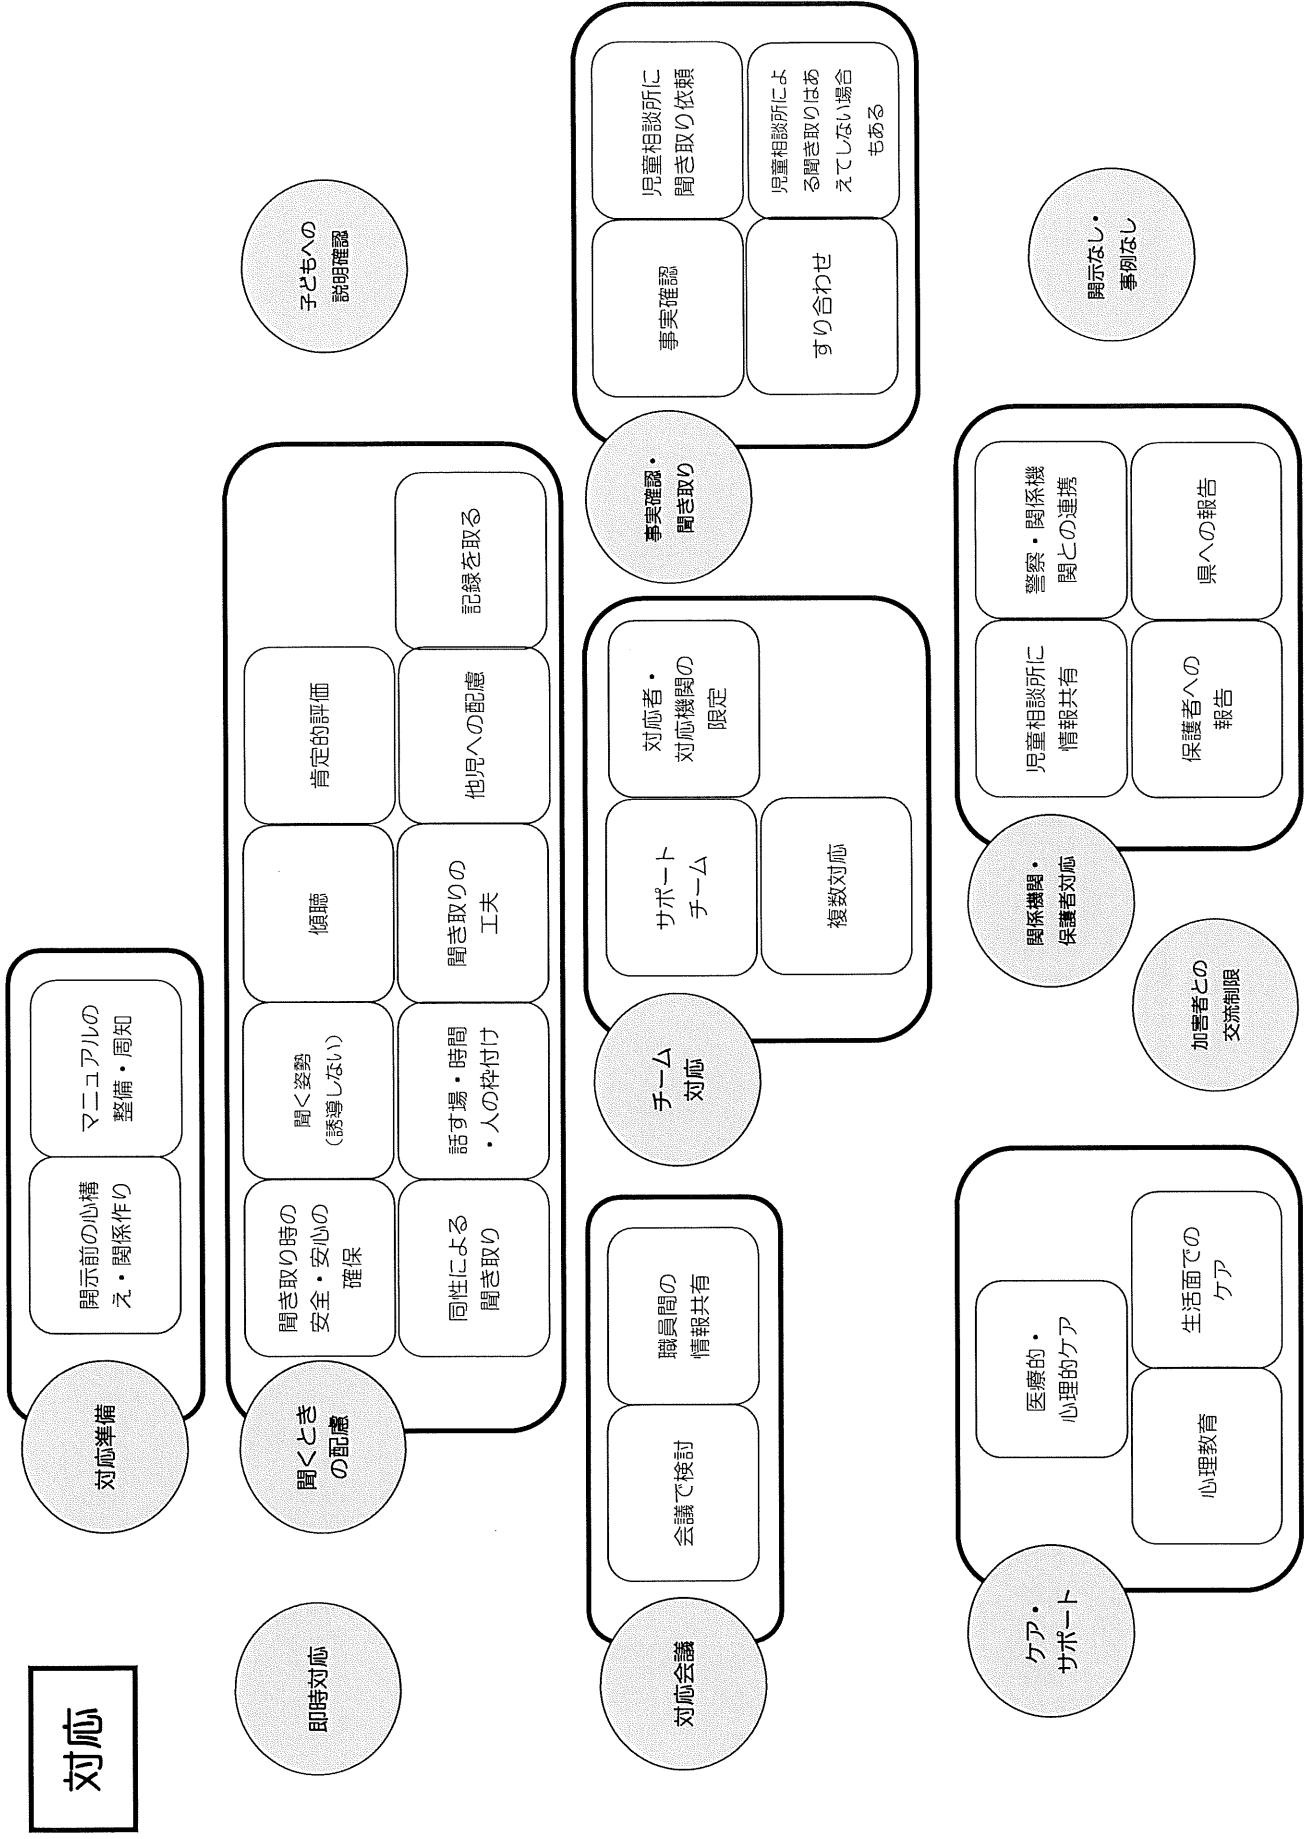 対応
対応準備
開示前の心構
え・関係作り
マニュアルの
整備・周知
即時対応
聞くとき
の配慮
聞き取り時の
安全・安心の
確保
聞く姿勢
（誘導しない）
傾聴
肯定的評価
同性による
聞き取り
話す場・時間
・人の枠付け
聞き取りの
工夫
他児への配慮
記録を取る
子どもへの
説明確認
対応会議
会議で検討
職員間の
情報共有
チーム
対応
サポート
チーム
対応者・
対応機関の
限定
複数対応
事実確認・
聞き取り
事実確認
児童相談所に
聞き取り依頼
すり合わせ
児童相談所によ
る聞き取りはあ
えてしない場合
もある
ケア・
サポート
医療的・
心理的ケア
心理教育
生活面での
ケア
加害者との
交流制限
関係機関・
保護者対応
児童相談所に
情報共有
警察・関係機
関との連携
保護者への
報告
県への報告
開示なし・
事例なし